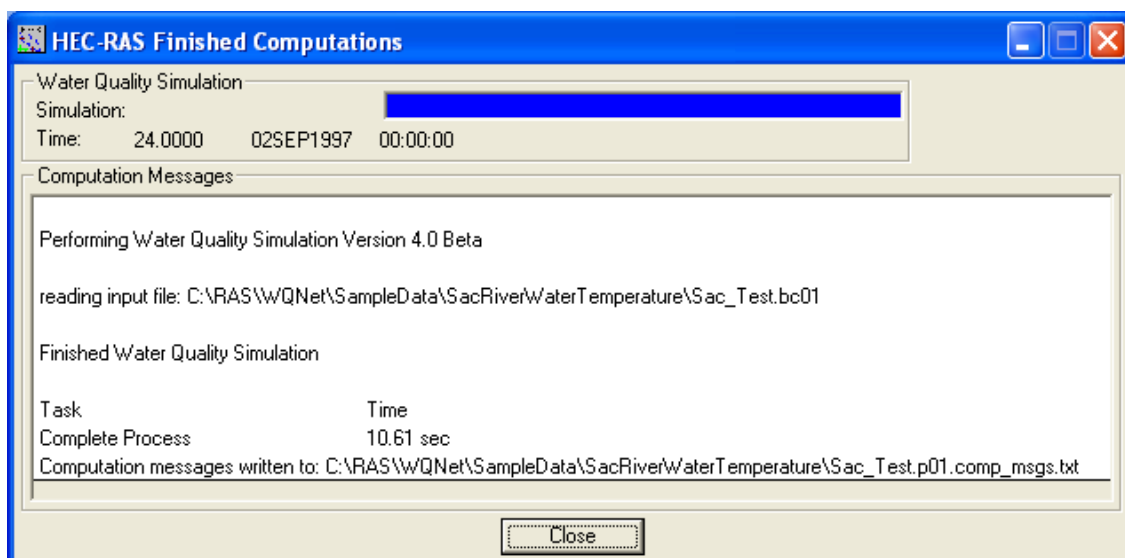 HEC-RAS Finished Computations
Water Quality Simulation
Simulation:
Time: 24.0000 02SEP1997 00:00:00
Computation Messages
Performing Water Quality Simulation Version 4.0 Beta
reading input file: C:\RAS\WQNet\SampleData\SacRiverWaterTemperature\Sac_Test.bc01
Finished Water Quality Simulation
Task Time
Complete Process 10.61 sec
Computation messages written to: C:\RAS\WQNet\SampleData\SacRiverWaterTemperature\Sac_Test.p01.comp_msgs.txt
Close